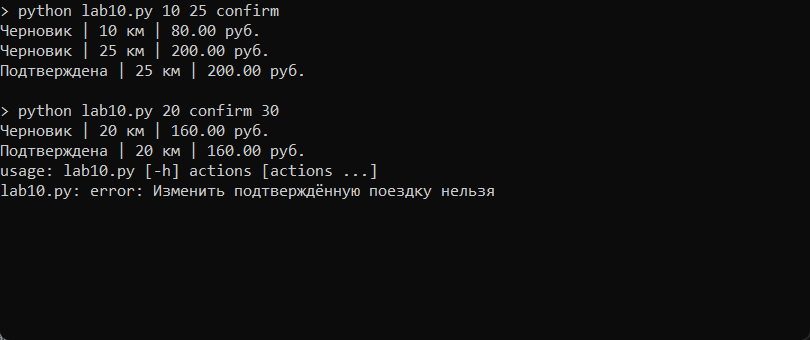 > python lab10.py 10 25 confirm
Черновик | 10 км | 80.00 руб.
Черновик | 25 км | 200.00 руб.
Подтверждена | 25 км | 200.00 руб.
> python lab10.py 20 confirm 30
Черновик | 20 км | 160.00 руб.
Подтверждена | 20 км | 160.00 руб.
usage: lab10.py [-h] actions [actions ...]
lab10.py: error: Изменить подтверждённую поездку нельзя